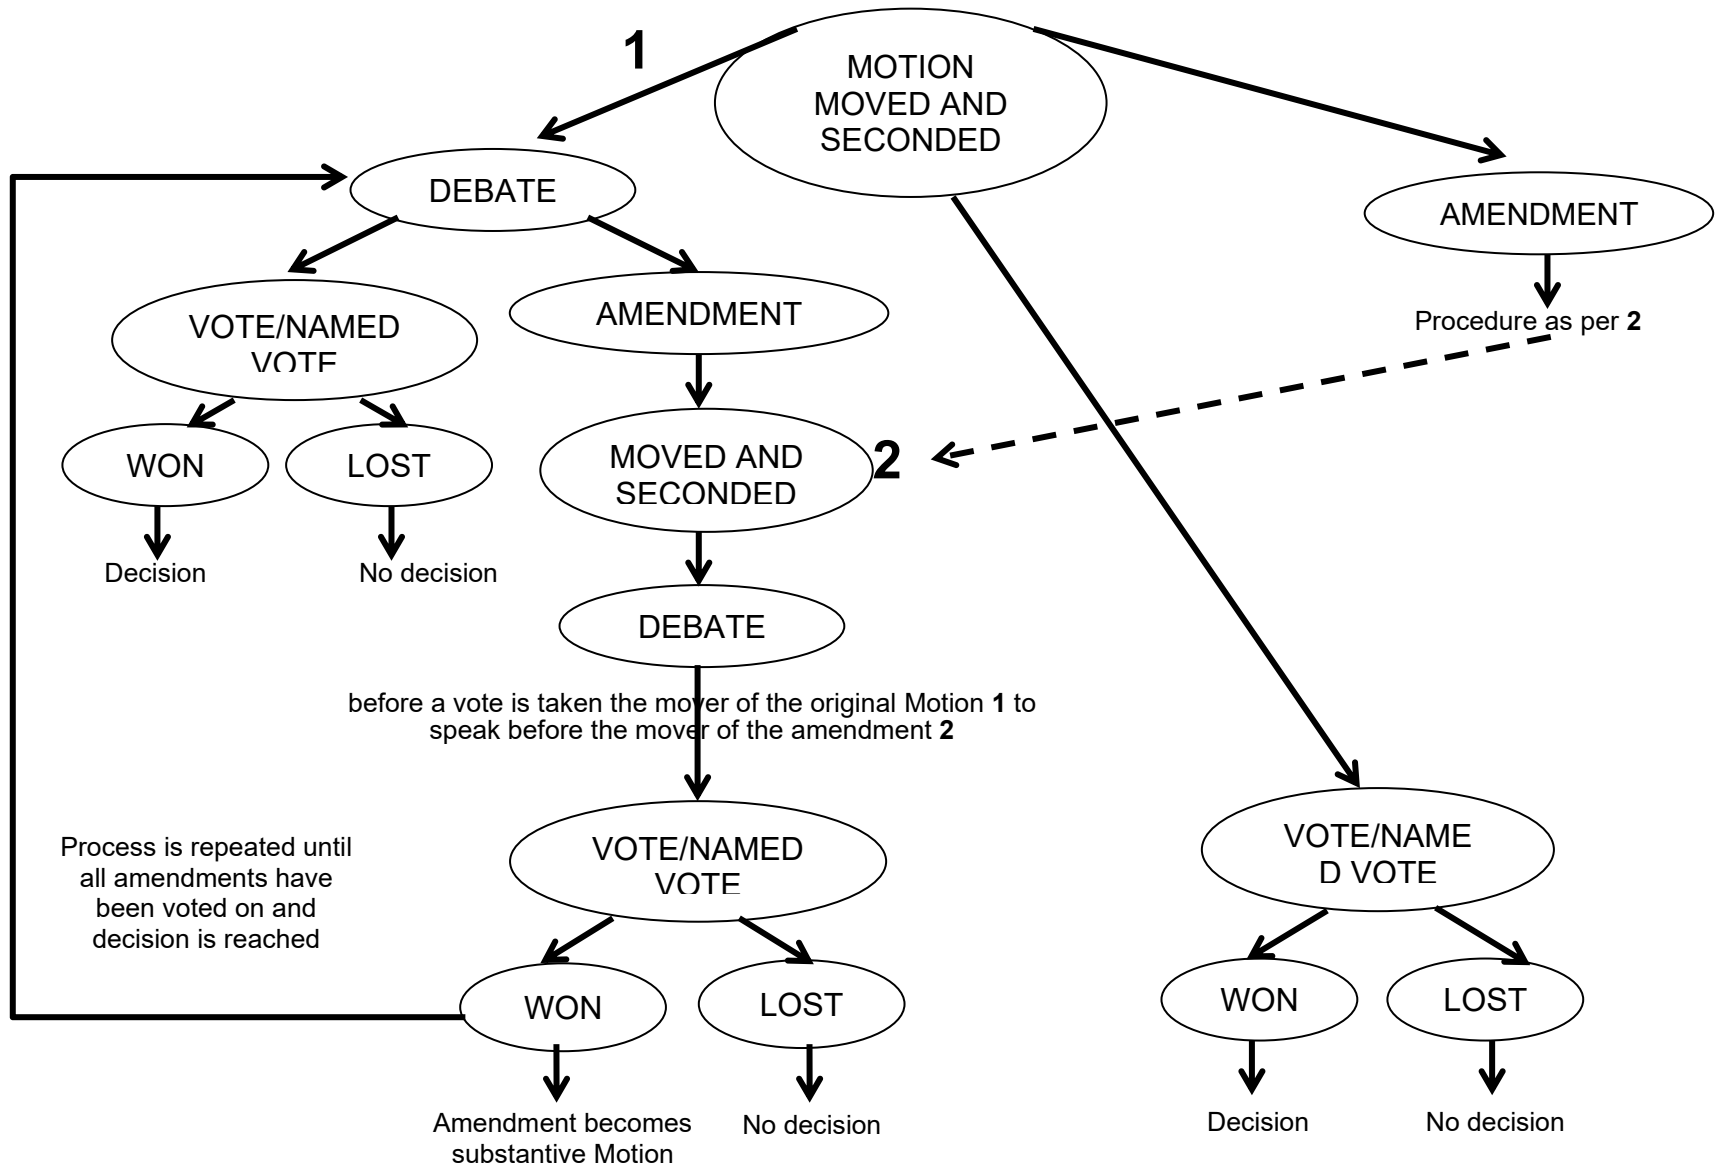 1
MOTION
MOVED AND
SECONDED
DEBATE
AMENDMENT
VOTE/NAMED
VOTE
AMENDMENT
Procedure as per 2
WON
LOST
MOVED AND
SECONDED
2
Decision
No decision
DEBATE
before a vote is taken the mover of the original Motion 1 to
speak before the mover of the amendment 2
Process is repeated until
all amendments have
been voted on and
decision is reached
VOTE/NAMED
VOTE
VOTE/NAME
D VOTE
WON
LOST
WON
LOST
Amendment becomes
substantive Motion
No decision
Decision
No decision